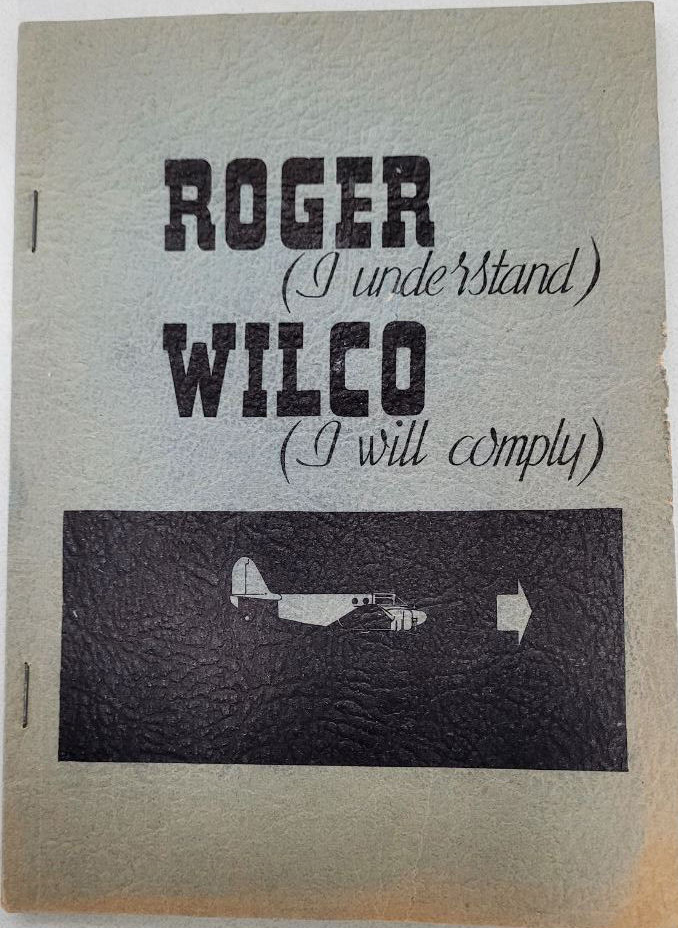 ROGER
(I understand)
WILCO
(I will comply)